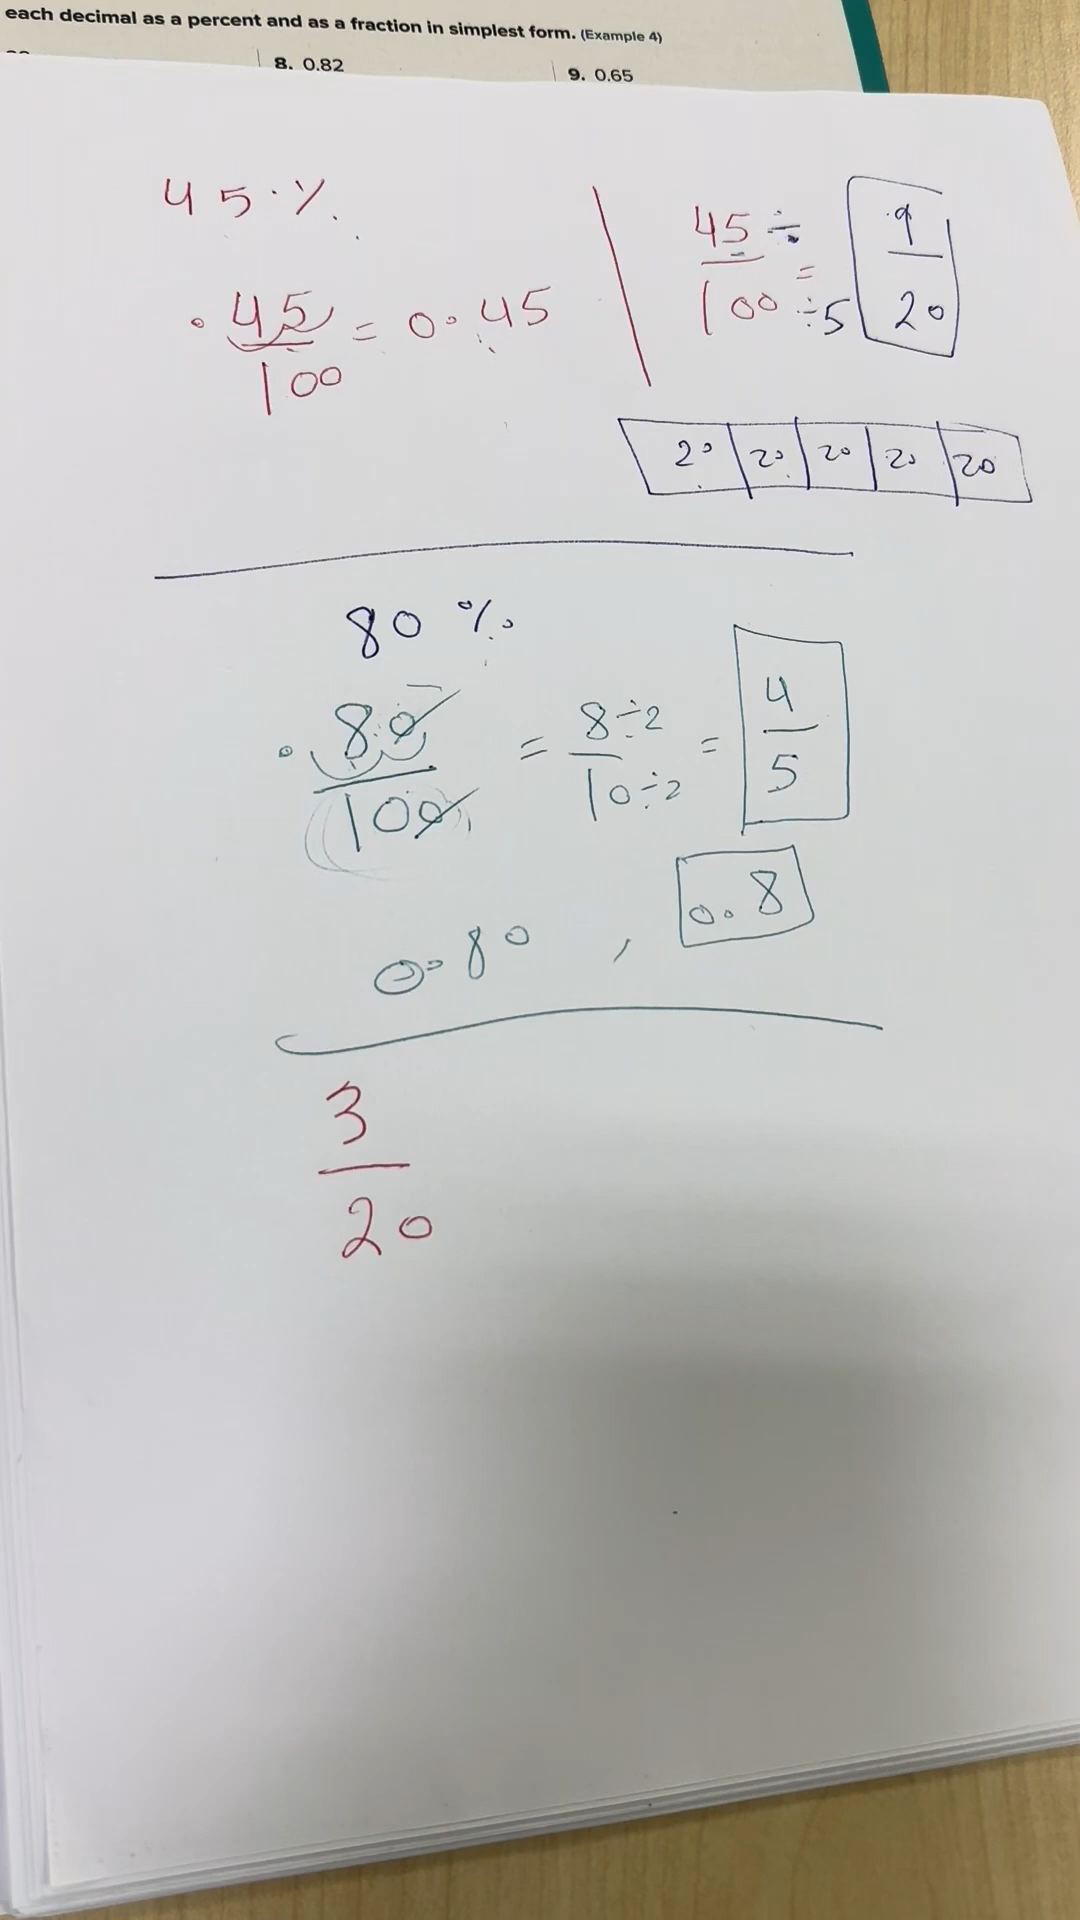 each decimal as a percent and as a fraction in simplest form. (Example 4)
8. 0.82
9. 0.65
45%
45/100 = 0.45
45 ÷ / 100 ÷5 = 9/20
20 | 20 | 20 | 20 | 20
80%
.80/100 = 8÷2 / 10÷2 = 4/5
0.80 , 0.8
3/20